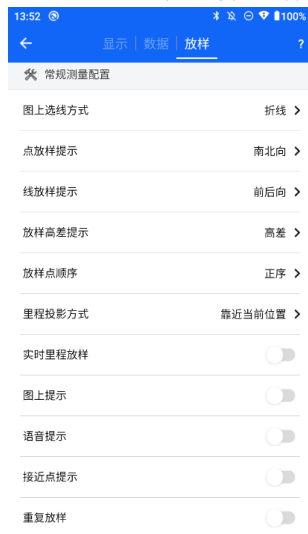 13:52 100%
显示 数据 放样 ?
常规测量配置
图上选线方式 折线
点放样提示 南北向
线放样提示 前后向
放样高差提示 高差
放样点顺序 正序
里程投影方式 靠近当前位置
实时里程放样
图上提示
语音提示
接近点提示
重复放样